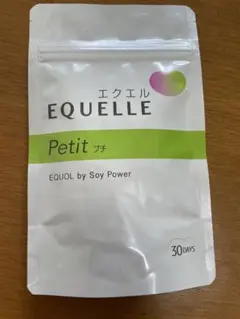 エクエル
EQUELLE
Petit プチ
EQUOL by Soy Power
30DAYS